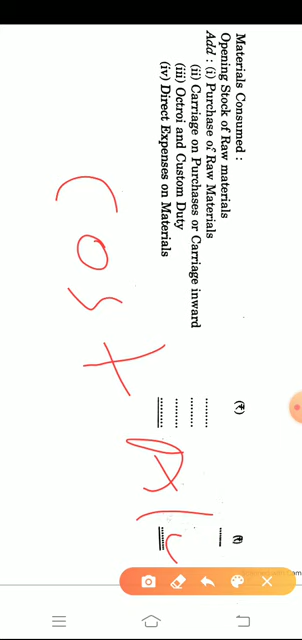 Materials Consumed :
Opening Stock of Raw materials
Add : (i) Purchase of Raw Materials
(ii) Carriage on Purchases or Carriage inward
(iii) Octroi and Custom Duty
(iv) Direct Expenses on Materials
(₹)
(₹)
COST
A/C